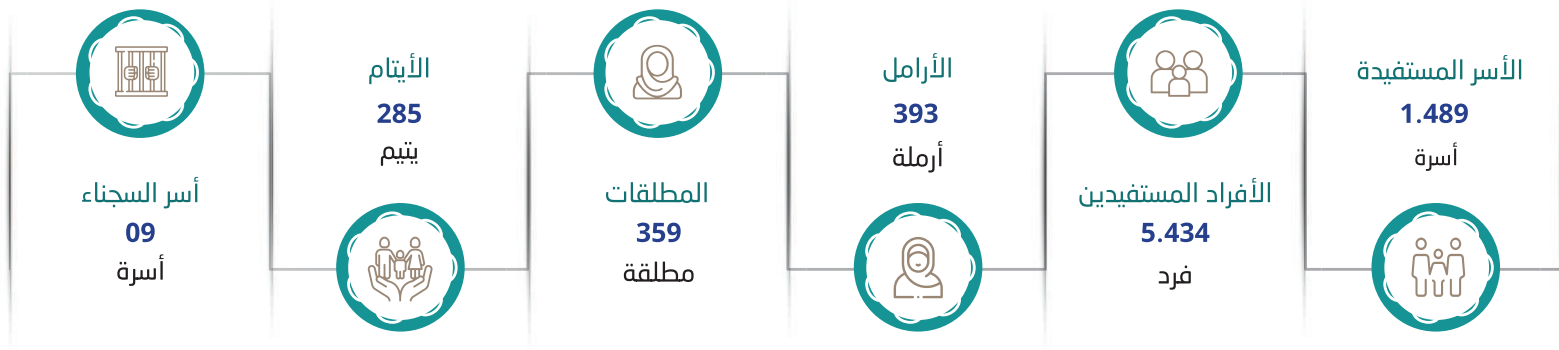 الأسر المستفيدة
1.489
أسرة
الأفراد المستفيدين
5.434
فرد
الأرامل
393
أرملة
المطلقات
359
مطلقة
الأيتام
285
يتيم
أسر السجناء
09
أسرة